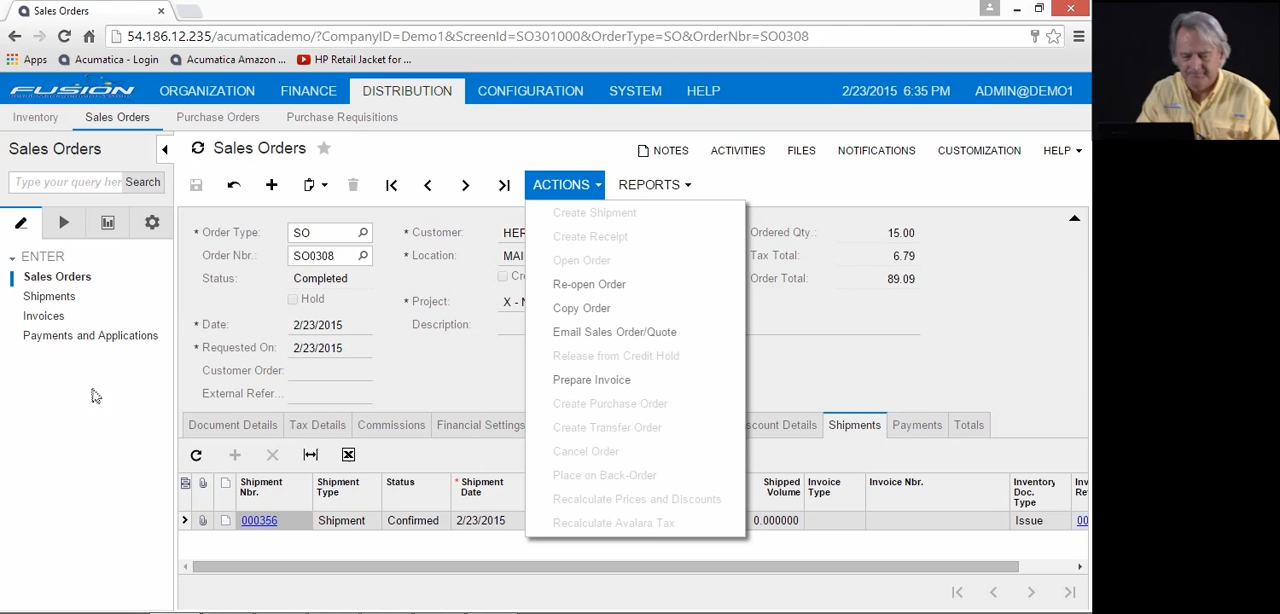 Sales Orders
54.186.12.235/acumaticademo/?CompanyID=Demo1&ScreenId=SO301000&OrderType=SO&OrderNbr=SO0308
Apps Acumatica - Login Acumatica Amazon ... HP Retail Jacket for ...
FUSION ORGANIZATION FINANCE DISTRIBUTION CONFIGURATION SYSTEM HELP 2/23/2015 6:35 PM ADMIN@DEMO1
Inventory Sales Orders Purchase Orders Purchase Requisitions
Sales Orders
Type your query her Search
ENTER
Sales Orders
Shipments
Invoices
Payments and Applications
Sales Orders NOTES ACTIVITIES FILES NOTIFICATIONS CUSTOMIZATION HELP
ACTIONS REPORTS
* Order Type: SO * Customer: HER Ordered Qty.: 15.00
Order Nbr.: SO0308 * Location: MAI Tax Total: 6.79
Status: Completed Cr Order Total: 89.09
Hold * Project: X - N
* Date: 2/23/2015 Description:
* Requested On: 2/23/2015
Customer Order:
External Refer...
Create Shipment
Create Receipt
Open Order
Re-open Order
Copy Order
Email Sales Order/Quote
Release from Credit Hold
Prepare Invoice
Create Purchase Order
Create Transfer Order
Cancel Order
Place on Back-Order
Recalculate Prices and Discounts
Recalculate Avalara Tax
Document Details Tax Details Commissions Financial Settings scount Details Shipments Payments Totals
Shipment Nbr. Shipment Type Status * Shipment Date Shipped Volume Invoice Type Invoice Nbr. Inventory Doc. Type Inv Re
000356 Shipment Confirmed 2/23/2015 0.000000 Issue 00